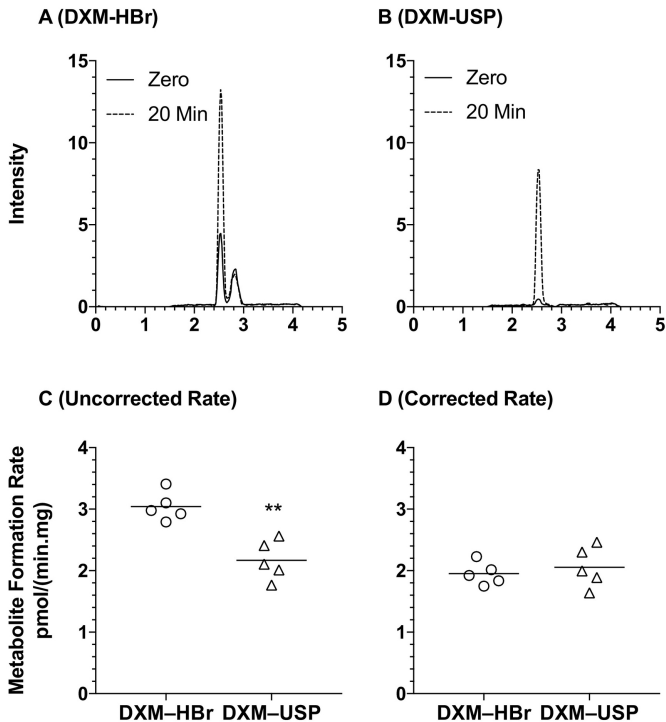 A (DXM-HBr)
15
10
5
0
Intensity
Zero
20 Min
0 1 2 3 4 5
B (DXM-USP)
15
10
5
0
Zero
20 Min
0 1 2 3 4 5
C (Uncorrected Rate)
4
3
2
1
0
Metabolite Formation Rate
pmol/(min.mg)
**
DXM–HBr DXM–USP
D (Corrected Rate)
4
3
2
1
0
DXM–HBr DXM–USP